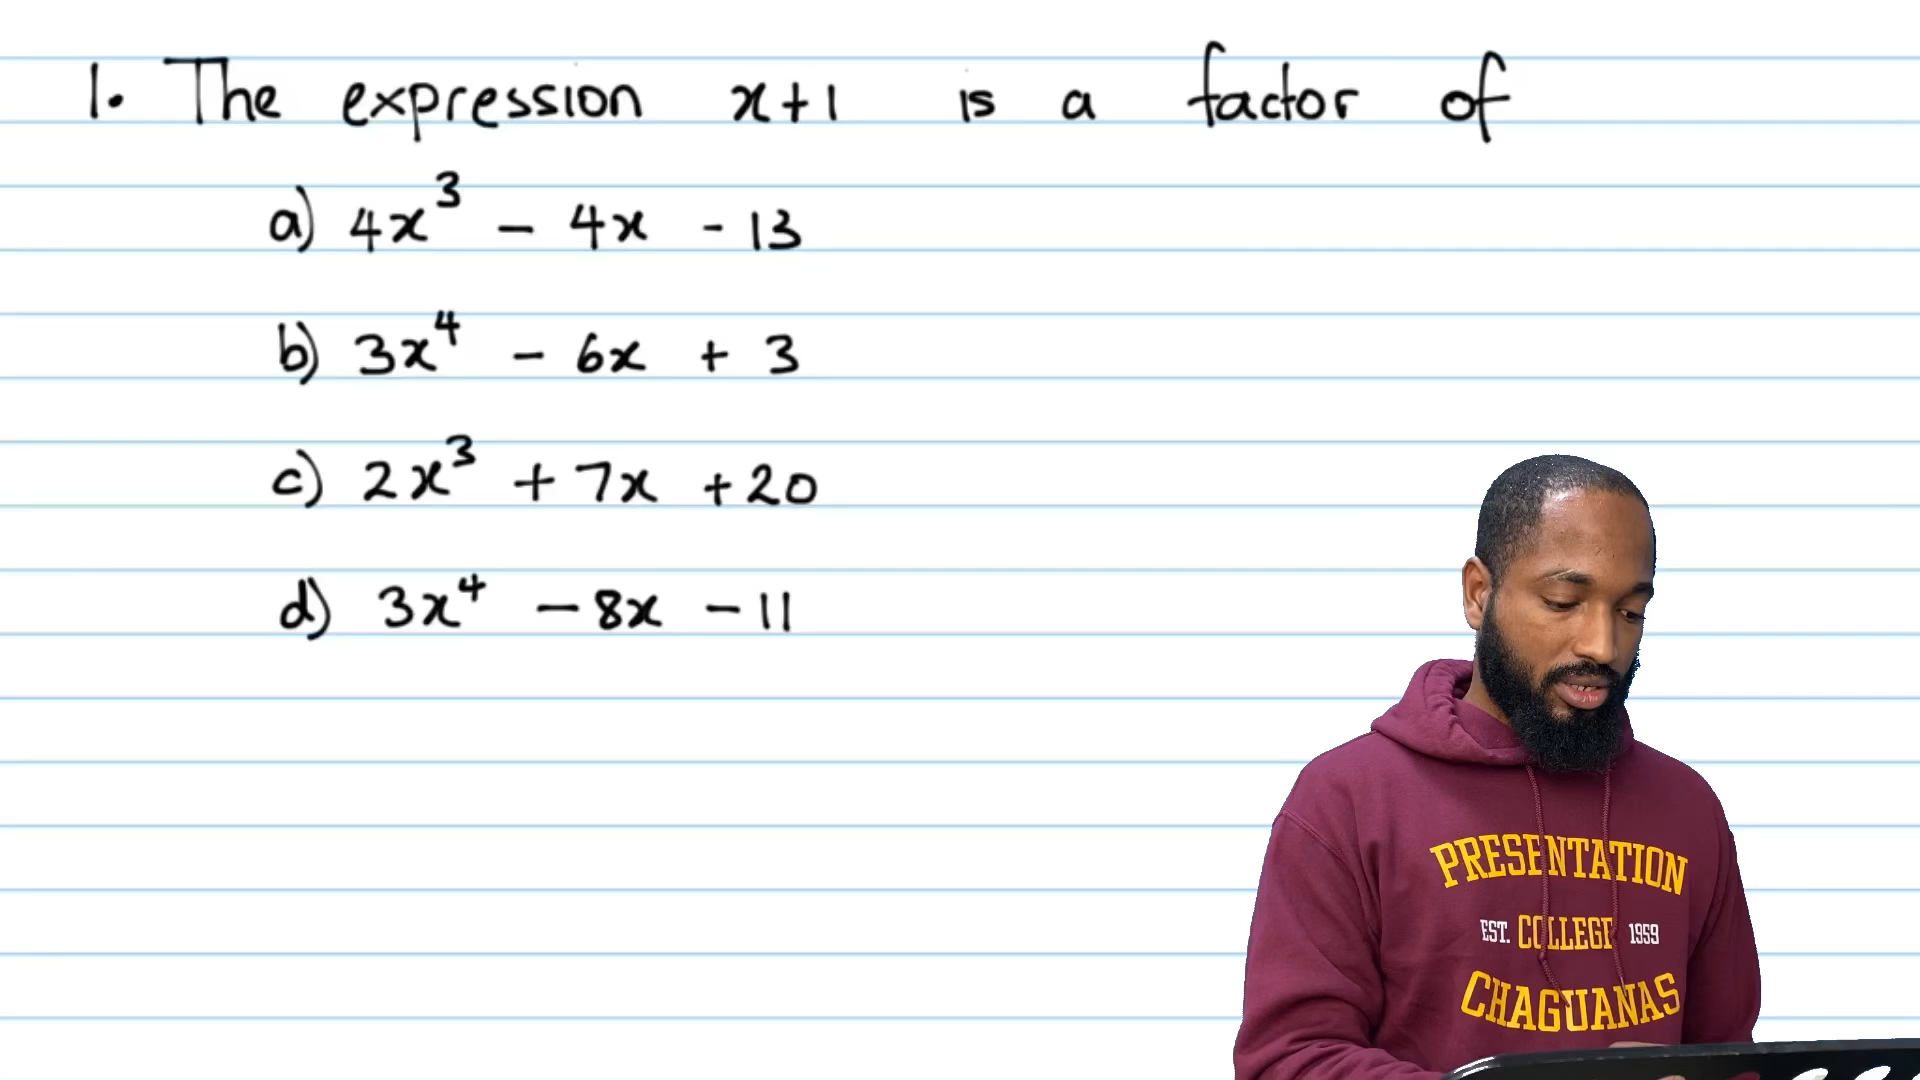 1. The expression x+1 is a factor of
a) 4x³ - 4x - 13
b) 3x⁴ - 6x + 3
c) 2x³ + 7x + 20
d) 3x⁴ - 8x - 11
PRESENTATION
EST. COLLEGE 1959
CHAGUANAS